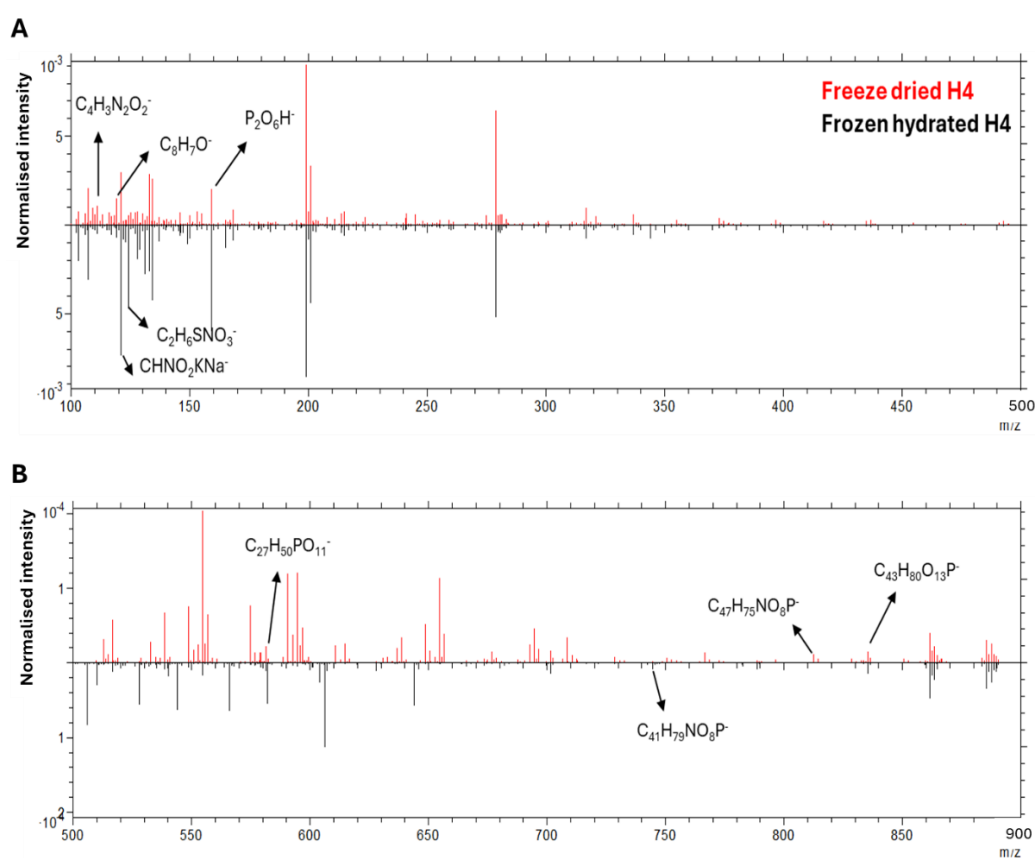 A
Normalised intensity
10⁻³
5
5
·10⁻³
C₄H₃N₂O₂⁻
C₈H₇O⁻
P₂O₆H⁻
Freeze dried H4
Frozen hydrated H4
C₂H₆SNO₃⁻
CHNO₂KNa⁻
100 150 200 250 300 350 400 450 500
m/z
B
Normalised intensity
10⁻⁴
1
1
2
C₂₇H₅₀PO₁₁⁻
C₄₇H₇₅NO₈P⁻
C₄₃H₈₀O₁₃P⁻
C₄₁H₇₉NO₈P⁻
500 550 600 650 700 750 800 850 900
m/z